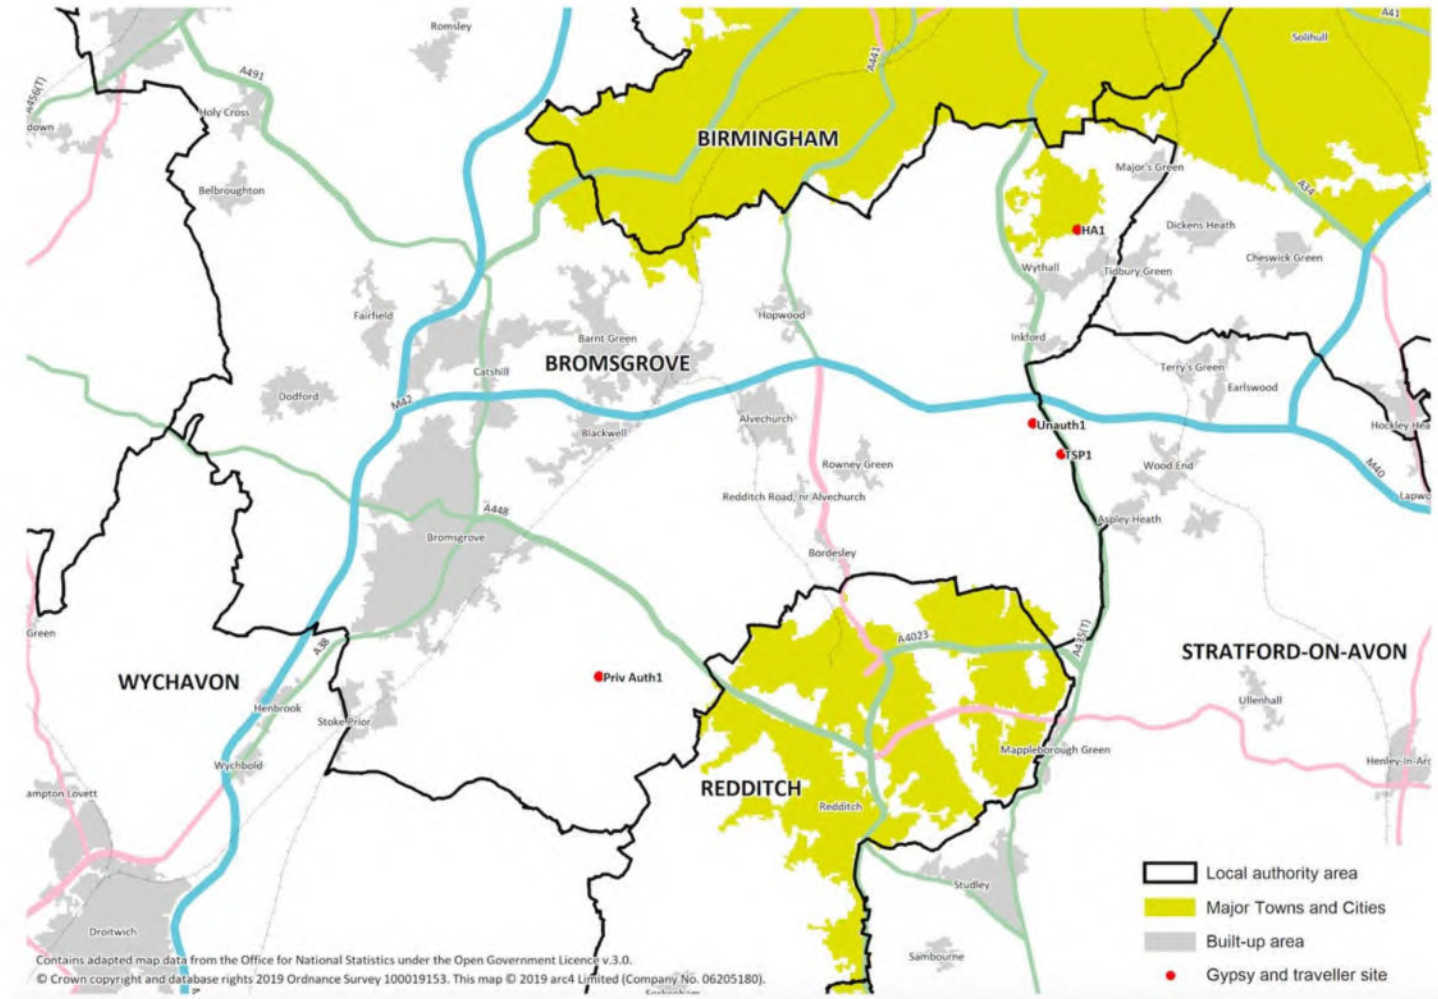 Romsley
A41
Solihull
A441
A491
A456(T)
Holy Cross
down
BIRMINGHAM
Major's Green
Belbroughton
A34
HA1
Dickens Heath
Cheswick Green
Wythall
Tidbury Green
Fairfield
Hopwood
Barnt Green
Inkford
BROMSGROVE
Catshill
Terry's Green
Earlswood
Dodford
M42
Alvechurch
Blackwell
Unauth1
Hockley Hea
TSP1
Rowney Green
Wood End
M40
Redditch Road, nr Alvechurch
Lapwo
A448
Aspley Heath
Bromsgrove
Bordesley
Green
A4023
A435(T)
A38
STRATFORD-ON-AVON
WYCHAVON
Priv Auth1
Ullenhall
Henbrook
Stoke Prior
Mappleborough Green
Wychbold
Henley-In-Arc
REDDITCH
ampton Lovett
Redditch
Local authority area
Studley
Major Towns and Cities
Droitwich
Built-up area
Sambourne
Contains adapted map data from the Office for National Statistics under the Open Government Licence v.3.0.
Gypsy and traveller site
© Crown copyright and database rights 2019 Ordnance Survey 100019153. This map © 2019 arc4 Limited (Company No. 06205180).